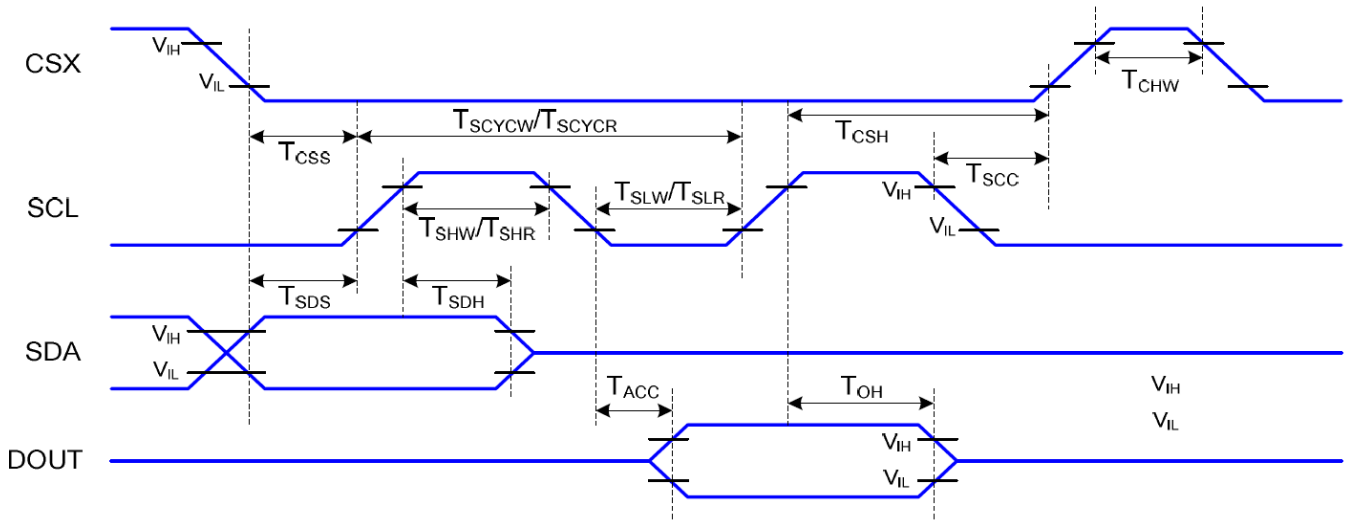 CSX
VIH
VIL
TCHW
TCSS
TSCYCW/TSCYCR
TCSH
TSCC
SCL
TSHW/TSHR
TSLW/TSLR
VIH
VIL
TSDS
TSDH
SDA
VIH
VIL
TACC
TOH
VIH
VIL
DOUT
VIH
VIL